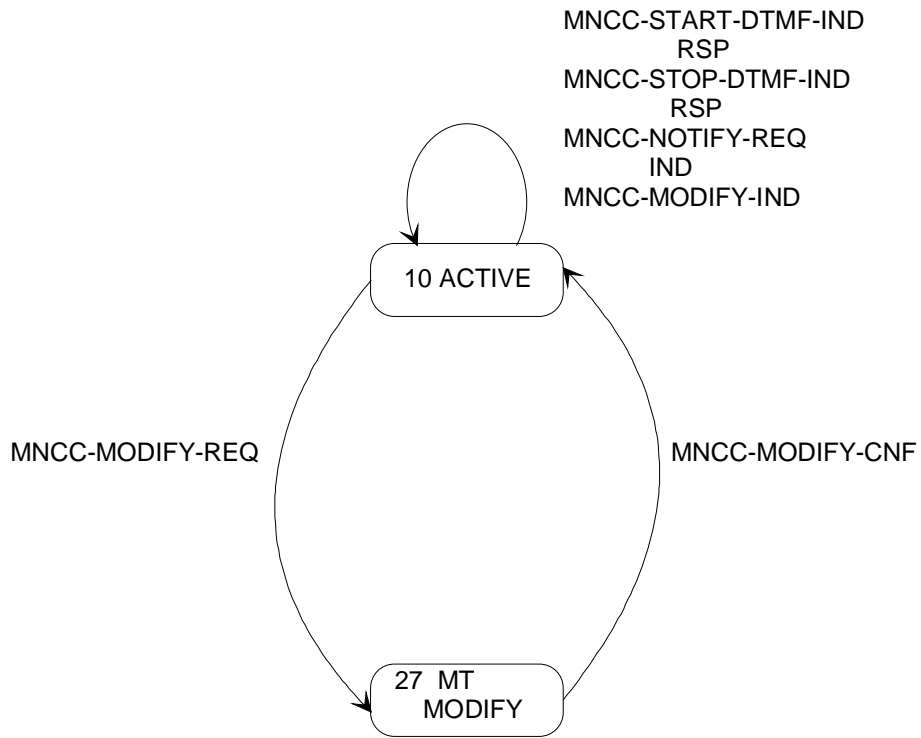 MNCC-START-DTMF-IND
RSP
MNCC-STOP-DTMF-IND
RSP
MNCC-NOTIFY-REQ
IND
MNCC-MODIFY-IND
10 ACTIVE
MNCC-MODIFY-REQ
MNCC-MODIFY-CNF
27 MT
MODIFY